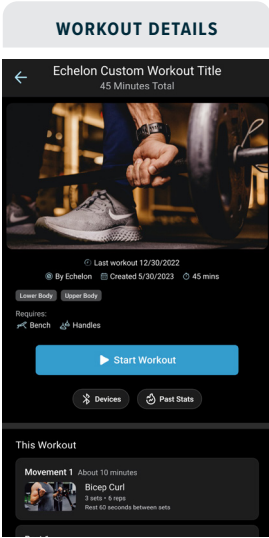 WORKOUT DETAILS
Echelon Custom Workout Title
45 Minutes Total
Last workout 12/30/2022
By Echelon Created 5/30/2023 45 mins
Lower Body Upper Body
Requires:
Bench Handles
Start Workout
Devices Past Stats
This Workout
Movement 1 About 10 minutes
Bicep Curl
3 sets • 6 reps
Rest 60 seconds between sets